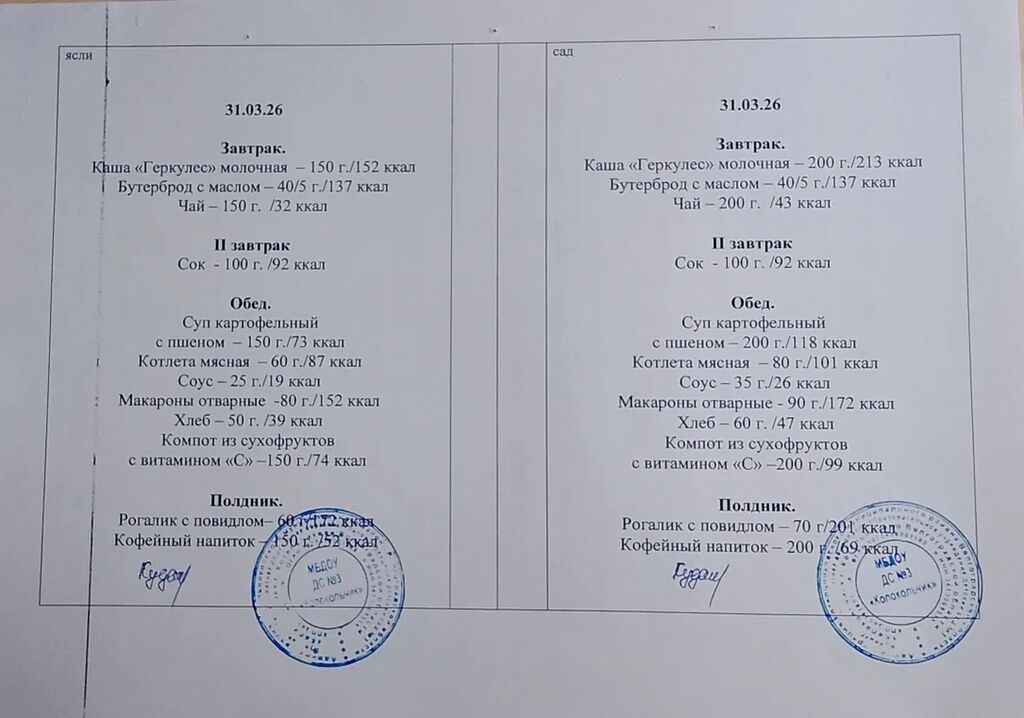 ясли
31.03.26
Завтрак.
Каша «Геркулес» молочная – 150 г./152 ккал
Бутерброд с маслом – 40/5 г./137 ккал
Чай – 150 г. /32 ккал
II завтрак
Сок - 100 г. /92 ккал
Обед.
Суп картофельный
с пшеном – 150 г./73 ккал
Котлета мясная – 60 г./87 ккал
Соус – 25 г./19 ккал
Макароны отварные -80 г./152 ккал
Хлеб – 50 г. /39 ккал
Компот из сухофруктов
с витамином «С» –150 г./74 ккал
Полдник.
Рогалик с повидлом– 60 г/172 ккал
Кофейный напиток – 150 г. /52 ккал
МБДОУ
ДС №3
«Колокольчик»
сад
31.03.26
Завтрак.
Каша «Геркулес» молочная – 200 г./213 ккал
Бутерброд с маслом – 40/5 г./137 ккал
Чай – 200 г. /43 ккал
II завтрак
Сок - 100 г. /92 ккал
Обед.
Суп картофельный
с пшеном – 200 г./118 ккал
Котлета мясная – 80 г./101 ккал
Соус – 35 г./26 ккал
Макароны отварные - 90 г./172 ккал
Хлеб – 60 г. /47 ккал
Компот из сухофруктов
с витамином «С» –200 г./99 ккал
Полдник.
Рогалик с повидлом – 70 г/201 ккал
Кофейный напиток – 200 г. /69 ккал
МБДОУ
ДС №3
«Колокольчик»